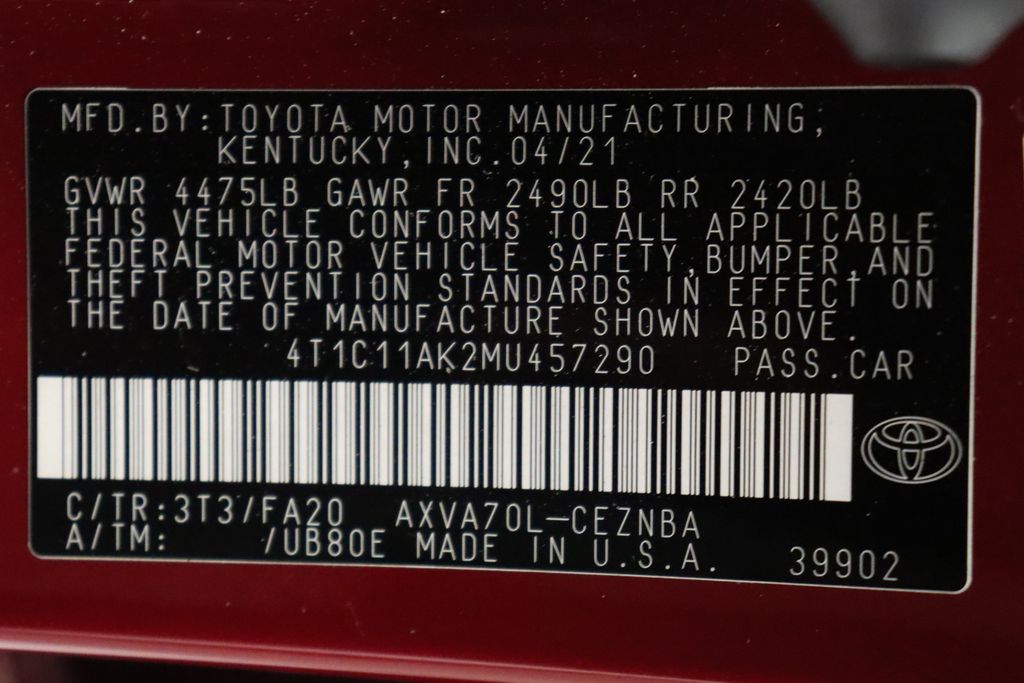 MFD.BY:TOYOTA MOTOR MANUFACTURING,
KENTUCKY,INC.04/21
GVWR 4475LB GAWR FR 2490LB RR 2420LB
THIS VEHICLE CONFORMS TO ALL APPLICABLE
FEDERAL MOTOR VEHICLE SAFETY,BUMPER,AND
THEFT PREVENTION STANDARDS IN EFFECT ON
THE DATE OF MANUFACTURE SHOWN ABOVE.
4T1C11AK2MU457290 PASS.CAR
C/TR:3T3/FA20 AXVA70L-CEZNBA
A/TM: /UB80E MADE IN U.S.A. 39902